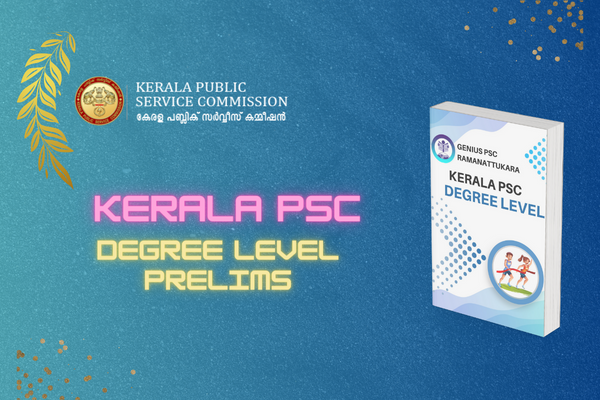 KERALA PUBLIC
SERVICE COMMISSION
കേരള പബ്ലിക് സർവ്വീസ് കമ്മീഷൻ
KERALA PSC
DEGREE LEVEL
PRELIMS
GENIUS PSC
RAMANATTUKARA
KERALA PSC
DEGREE LEVEL